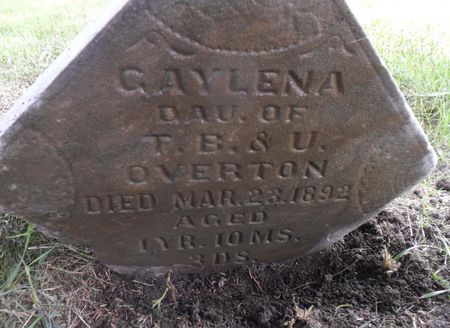 GAYLENA
DAU. OF
T. B. & U.
OVERTON
DIED MAR. 23. 1892
AGED
1 YR. 10 MS.
3 DS.